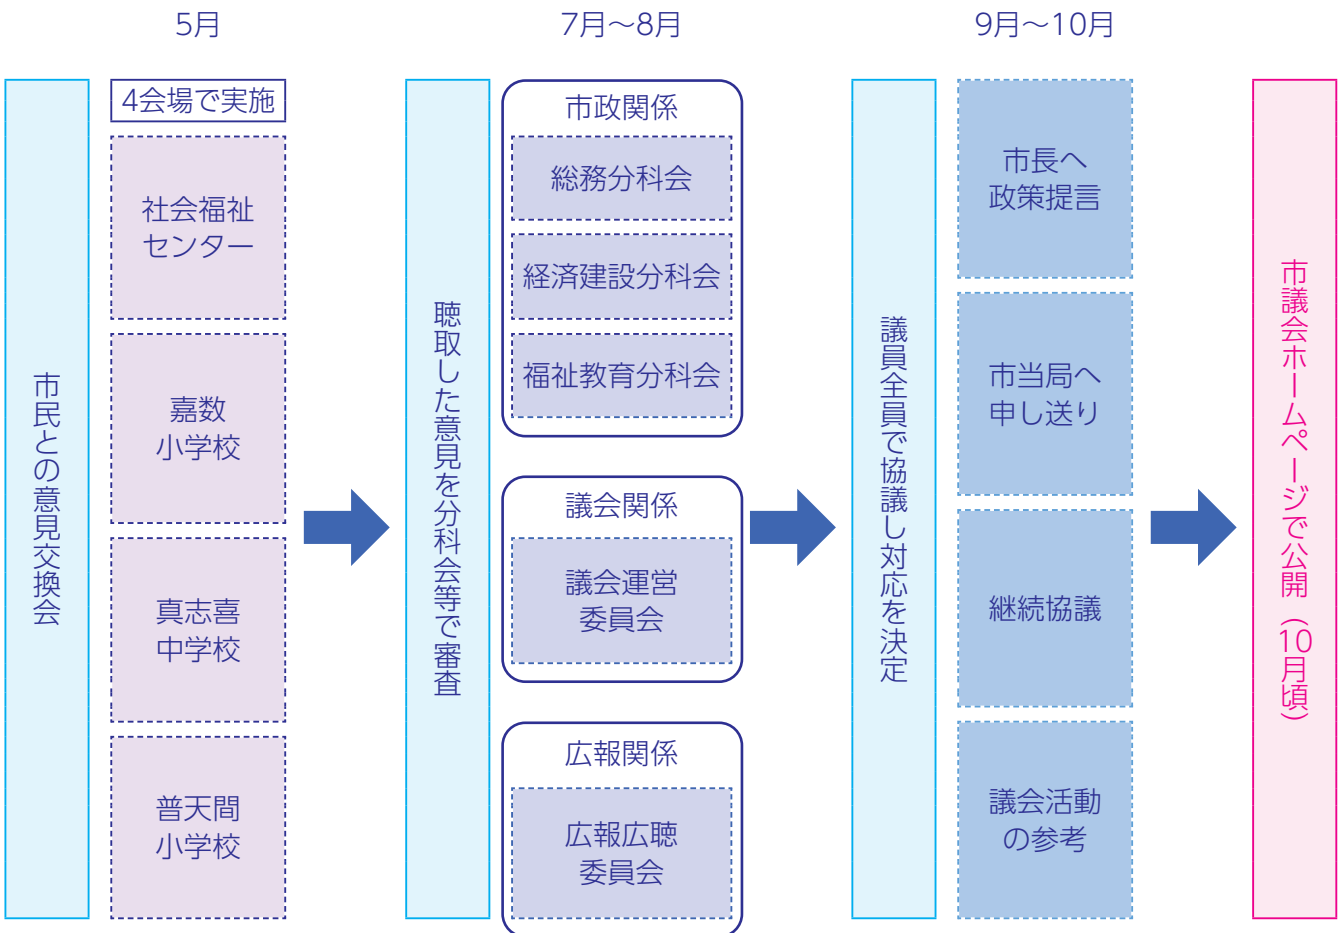 5月
7月～8月
9月～10月
市民との意見交換会
4会場で実施
社会福祉
センター
嘉数
小学校
真志喜
中学校
普天間
小学校
聴取した意見を分科会等で審査
市政関係
総務分科会
経済建設分科会
福祉教育分科会
議会関係
議会運営
委員会
広報関係
広報広聴
委員会
議員全員で協議し対応を決定
市長へ
政策提言
市当局へ
申し送り
継続協議
議会活動
の参考
市議会ホームページで公開（10月頃）